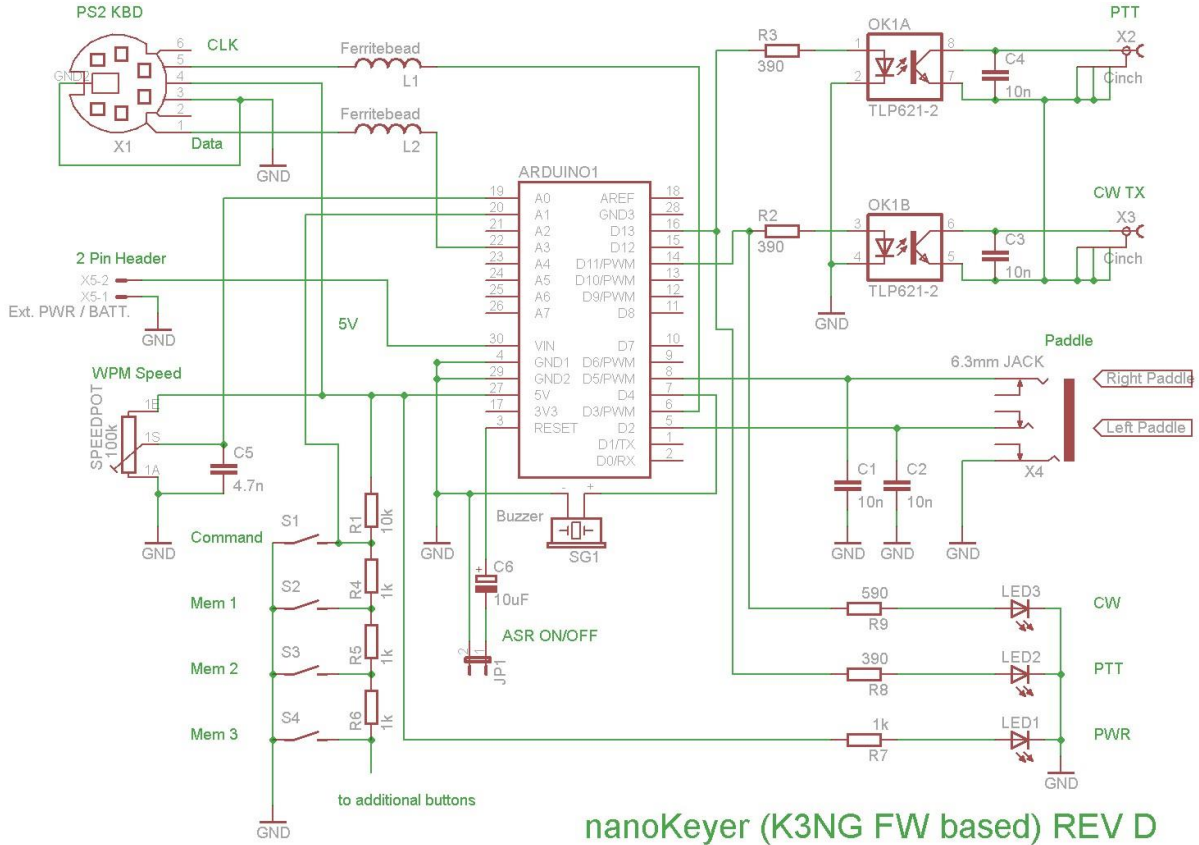 PS2 KBD
6
CLK
5
4
3
2
1
Data
GND2
X1
GND
Ferritebead
L1
Ferritebead
L2
R3
390
OK1A
1
2
8
7
TLP621-2
C4
10n
PTT
X2
Cinch
R2
390
OK1B
3
4
6
5
TLP621-2
C3
10n
CW TX
X3
Cinch
GND
ARDUINO1
19 A0
20 A1
21 A2
22 A3
23 A4
24 A5
25 A6
26 A7
30 VIN
4 GND1
29 GND2
27 5V
17 3V3
3 RESET
AREF 18
GND3 28
D13 16
D12 15
D11/PWM 14
D10/PWM 13
D9/PWM 12
D8 11
D7 10
D6/PWM 9
D5/PWM 8
D4 7
D3/PWM 6
D2 5
D1/TX 1
D0/RX 2
2 Pin Header
X5-2
X5-1
Ext. PWR / BATT.
GND
5V
WPM Speed
SPEEDPOT
100k
1E
1S
1A
C5
4.7n
GND
Paddle
6.3mm JACK
Right Paddle
Left Paddle
X4
C1
10n
C2
10n
GND
GND
GND
Buzzer
-
+
SG1
GND
C6
+
10uF
ASR ON/OFF
2
1
JP1
Command
S1
R1
10k
Mem 1
S2
R4
1k
Mem 2
S3
R5
1k
Mem 3
S4
R6
1k
GND
to additional buttons
590
R9
LED3
CW
390
R8
LED2
PTT
1k
R7
LED1
PWR
GND
nanoKeyer (K3NG FW based) REV D